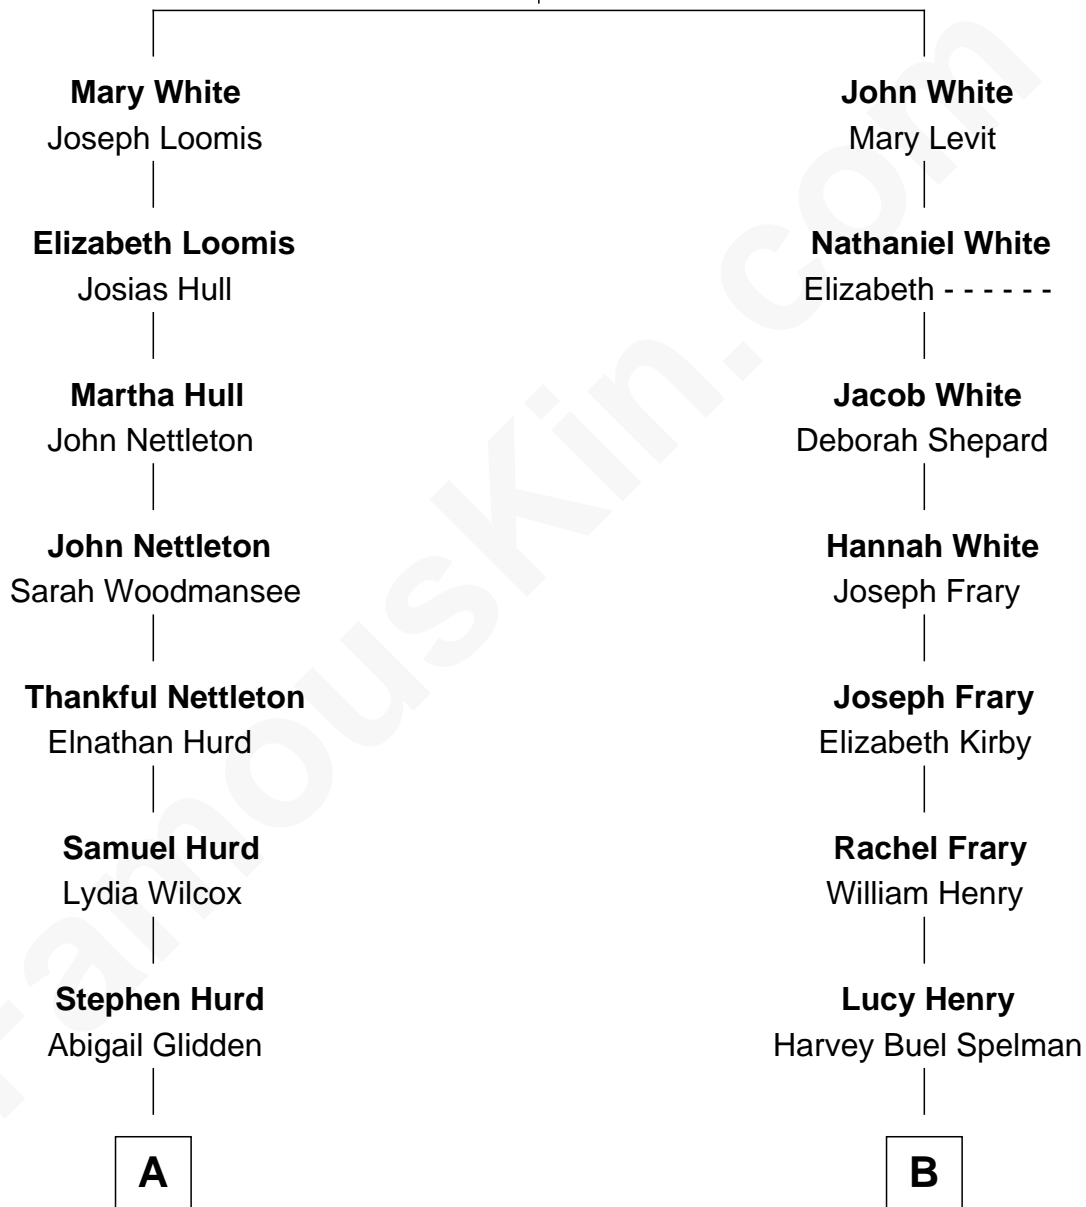 Mary White
Joseph Loomis
Elizabeth Loomis
Josias Hull
Martha Hull
John Nettleton
John Nettleton
Sarah Woodmansee
Thankful Nettleton
Elnathan Hurd
Samuel Hurd
Lydia Wilcox
Stephen Hurd
Abigail Glidden
A
John White
Mary Levit
Nathaniel White
Elizabeth - - - - - -
Jacob White
Deborah Shepard
Hannah White
Joseph Frary
Joseph Frary
Elizabeth Kirby
Rachel Frary
William Henry
Lucy Henry
Harvey Buel Spelman
B
FamousKin.com